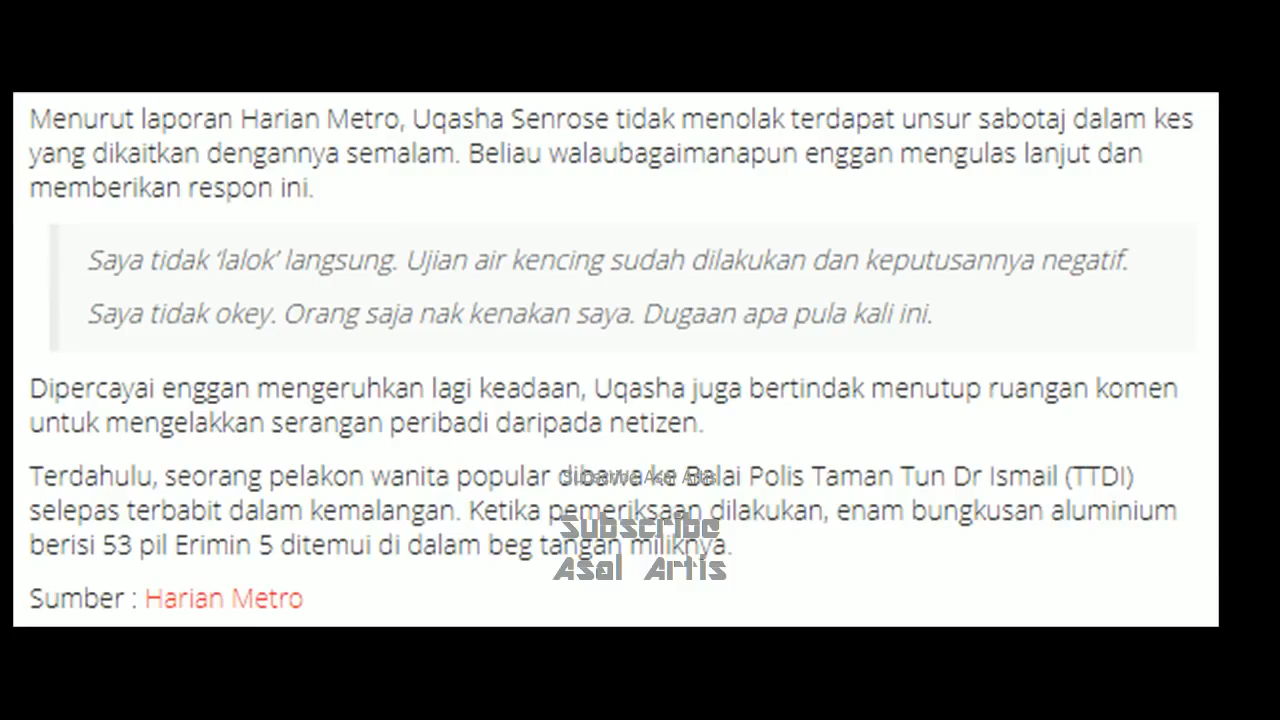 Menurut laporan Harian Metro, Uqasha Senrose tidak menolak terdapat unsur sabotaj dalam kes
yang dikaitkan dengannya semalam. Beliau walaubagaimanapun enggan mengulas lanjut dan
memberikan respon ini.
Saya tidak ‘lalok’ langsung. Ujian air kencing sudah dilakukan dan keputusannya negatif.
Saya tidak okey. Orang saja nak kenakan saya. Dugaan apa pula kali ini.
Dipercayai enggan mengeruhkan lagi keadaan, Uqasha juga bertindak menutup ruangan komen
untuk mengelakkan serangan peribadi daripada netizen.
Terdahulu, seorang pelakon wanita popular dibawa ke Balai Polis Taman Tun Dr Ismail (TTDI)
Subscribe Asal Artis
selepas terbabit dalam kemalangan. Ketika pemeriksaan dilakukan, enam bungkusan aluminium
Subscribe
berisi 53 pil Erimin 5 ditemui di dalam beg tangan miliknya.
Asal Artis
Sumber : Harian Metro